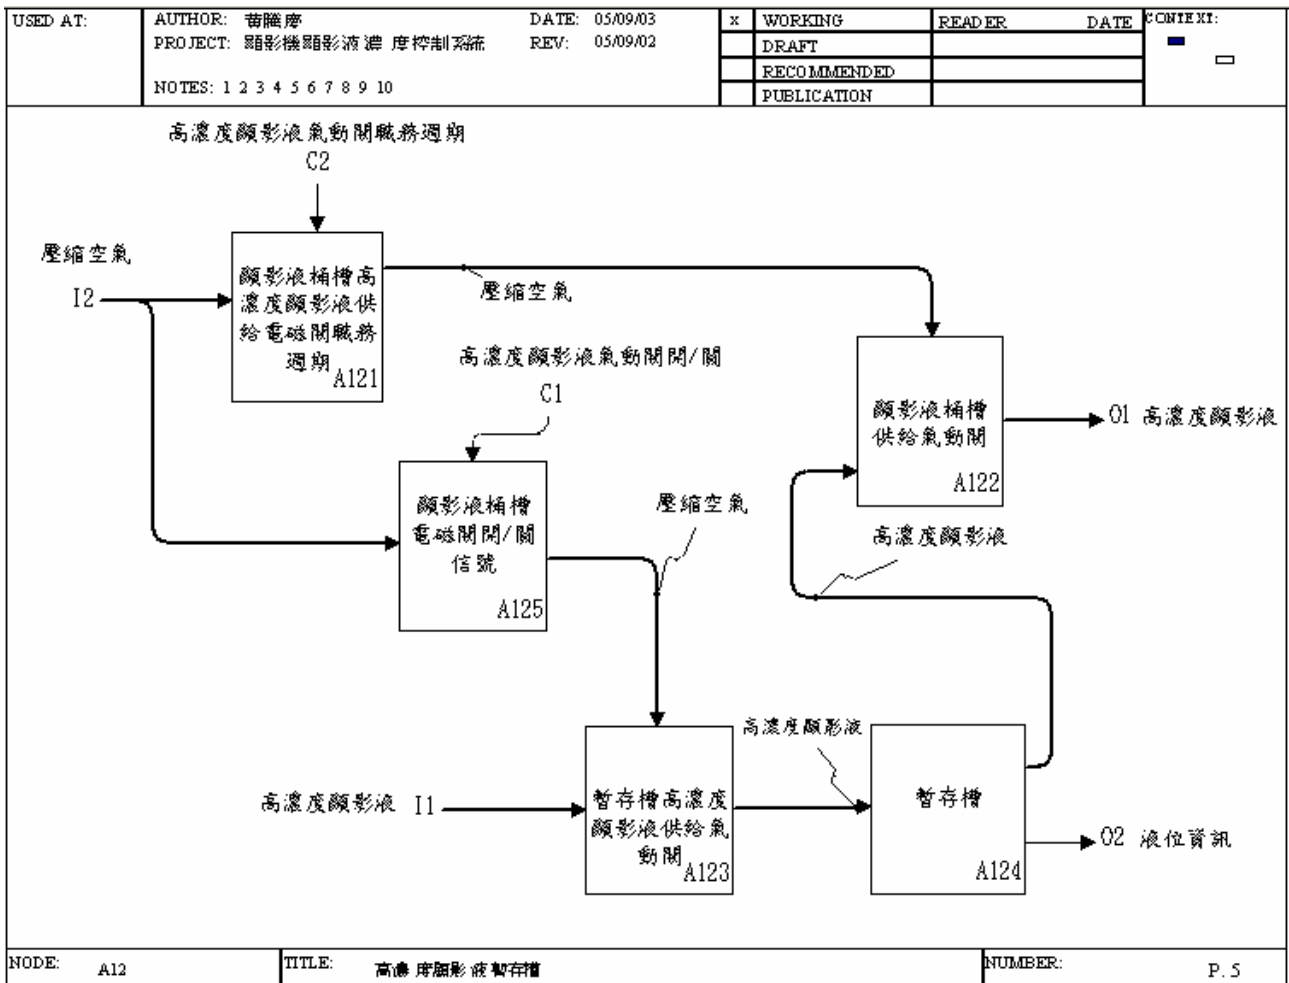 USED AT:
AUTHOR: 黃騰慶
DATE: 05/09/03
PROJECT: 顯影機顯影液濃 度控制系統
REV: 05/09/02
NOTES: 1 2 3 4 5 6 7 8 9 10
x WORKING
DRAFT
RECOMMENDED
PUBLICATION
READER DATE
CONTEXT:
高濃度顯影液氣動閥職務週期
C2
壓縮空氣
I2
顯影液桶槽高
濃度顯影液供
給電磁閥職務
週期
A121
壓縮空氣
高濃度顯影液氣動閥開/關
C1
顯影液桶槽
供給氣動閥
A122
O1 高濃度顯影液
顯影液桶槽
電磁閥開/關
信號
A125
壓縮空氣
高濃度顯影液
高濃度顯影液
高濃度顯影液 I1
暫存槽高濃度
顯影液供給氣
動閥
A123
暫存槽
A124
O2 液位資訊
NODE: A12
TITLE: 高濃 度顯影 液 暫存槽
NUMBER: P. 5